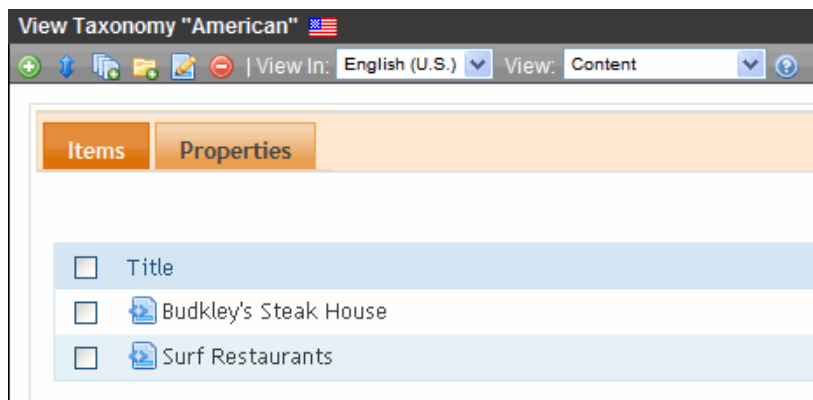 View Taxonomy "American"
| View In: English (U.S.) View: Content
Items Properties
Title
Budkley's Steak House
Surf Restaurants